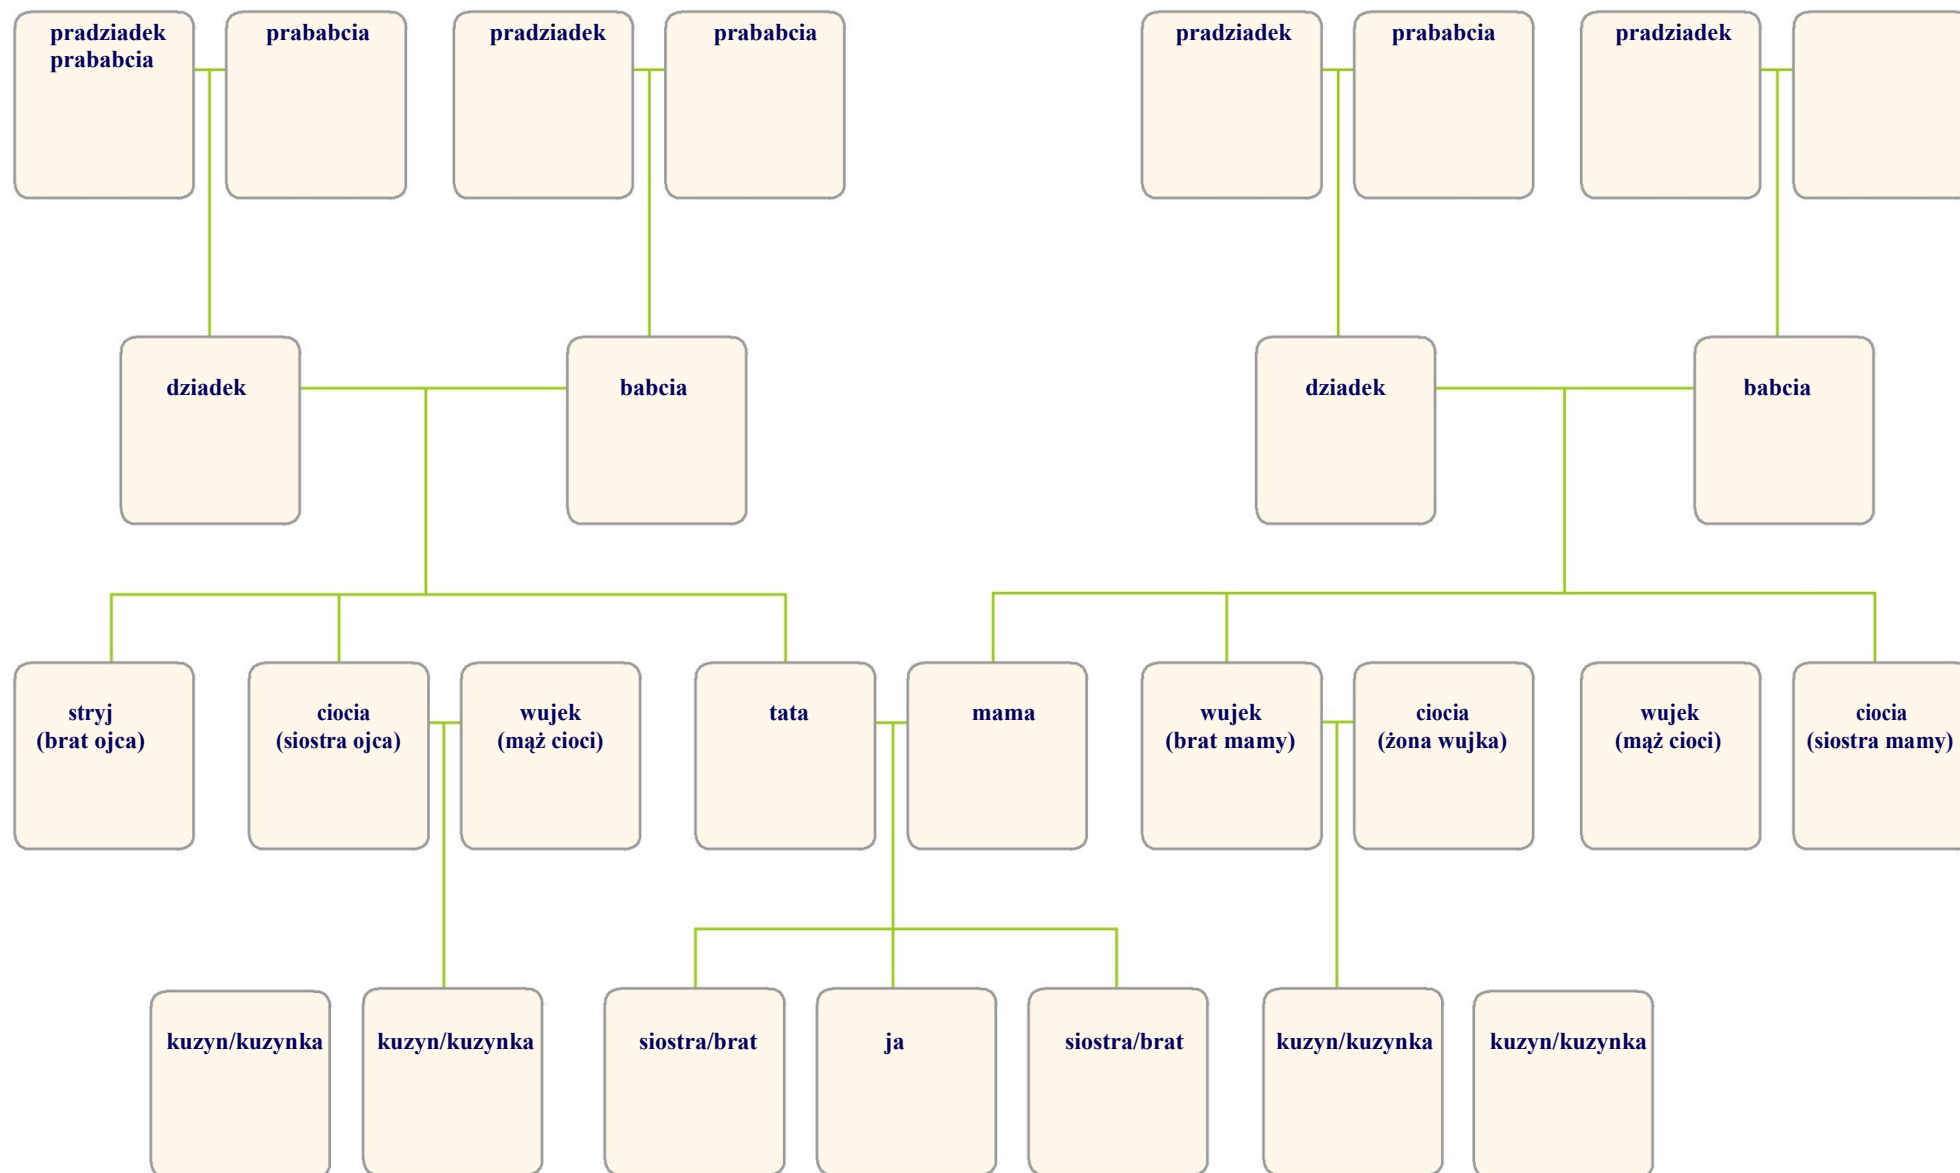 pradziadek
prababcia
prababcia
pradziadek
prababcia
pradziadek
prababcia
pradziadek
dziadek
babcia
dziadek
babcia
stryj
(brat ojca)
ciocia
(siostra ojca)
wujek
(mąż cioci)
tata
mama
wujek
(brat mamy)
ciocia
(żona wujka)
wujek
(mąż cioci)
ciocia
(siostra mamy)
kuzyn/kuzynka
kuzyn/kuzynka
siostra/brat
ja
siostra/brat
kuzyn/kuzynka
kuzyn/kuzynka